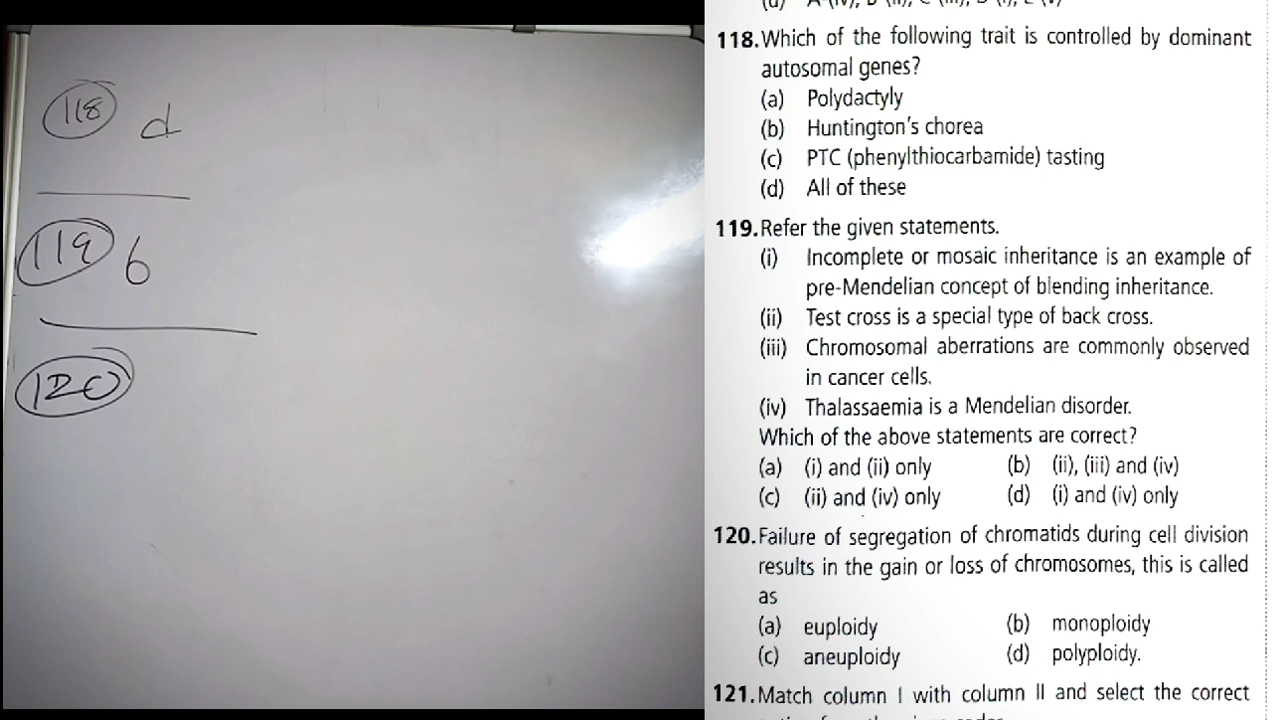 118 d
119 b
120
118. Which of the following trait is controlled by dominant
autosomal genes?
(a) Polydactyly
(b) Huntington's chorea
(c) PTC (phenylthiocarbamide) tasting
(d) All of these
119. Refer the given statements.
(i) Incomplete or mosaic inheritance is an example of
pre-Mendelian concept of blending inheritance.
(ii) Test cross is a special type of back cross.
(iii) Chromosomal aberrations are commonly observed
in cancer cells.
(iv) Thalassaemia is a Mendelian disorder.
Which of the above statements are correct?
(a) (i) and (ii) only (b) (ii), (iii) and (iv)
(c) (ii) and (iv) only (d) (i) and (iv) only
120. Failure of segregation of chromatids during cell division
results in the gain or loss of chromosomes, this is called
as
(a) euploidy (b) monoploidy
(c) aneuploidy (d) polyploidy.
121. Match column I with column II and select the correct